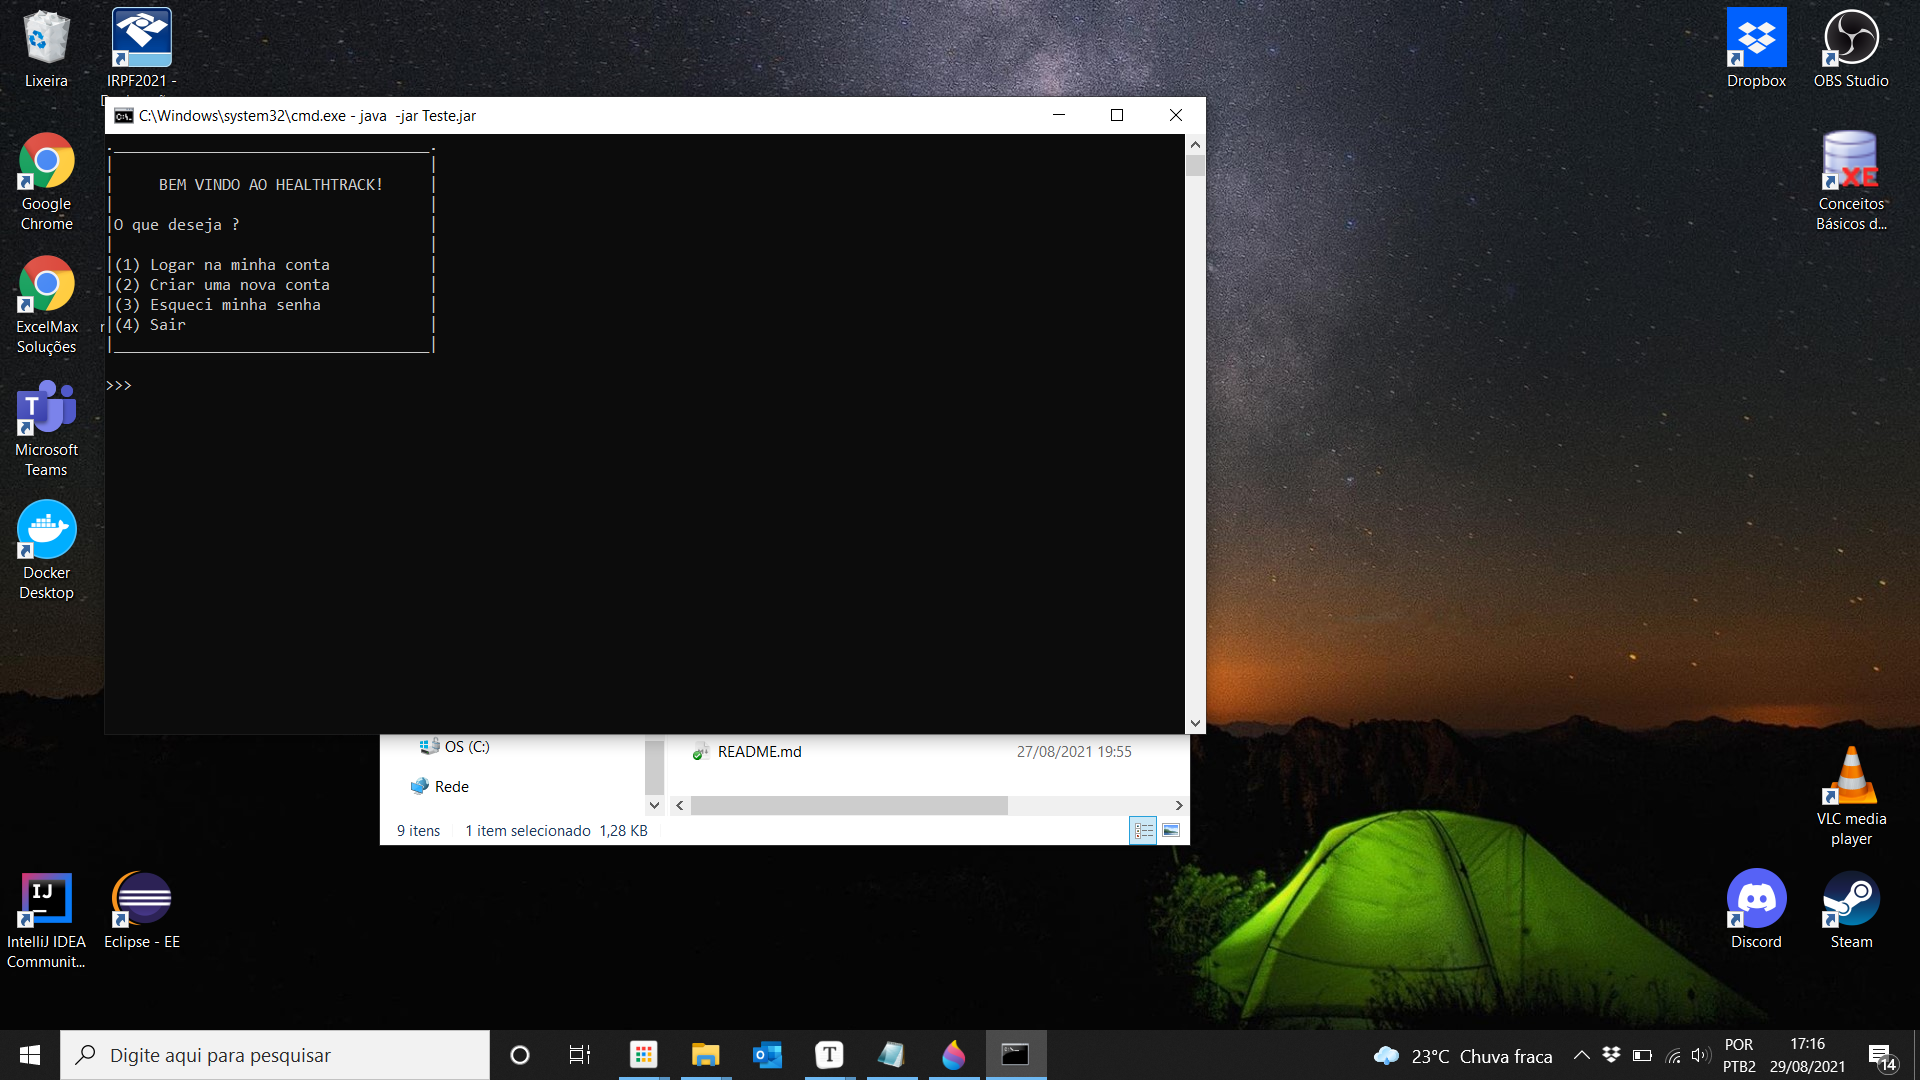 Lixeira
IRPF2021 -
Dropbox
OBS Studio
C:\Windows\system32\cmd.exe - java  -jar Teste.jar
BEM VINDO AO HEALTHTRACK!
O que deseja ?
(1) Logar na minha conta
(2) Criar uma nova conta
(3) Esqueci minha senha
(4) Sair
>>>
Google
Chrome
ExcelMax
Soluções
Microsoft
Teams
Docker
Desktop
XE
Conceitos
Básicos d...
OS (C:)
README.md
27/08/2021 19:55
Rede
9 itens
1 item selecionado  1,28 KB
VLC media
player
IJ
IntelliJ IDEA
Communit...
Eclipse - EE
Discord
Steam
Digite aqui para pesquisar
23°C  Chuva fraca
POR
PTB2
17:16
29/08/2021
14